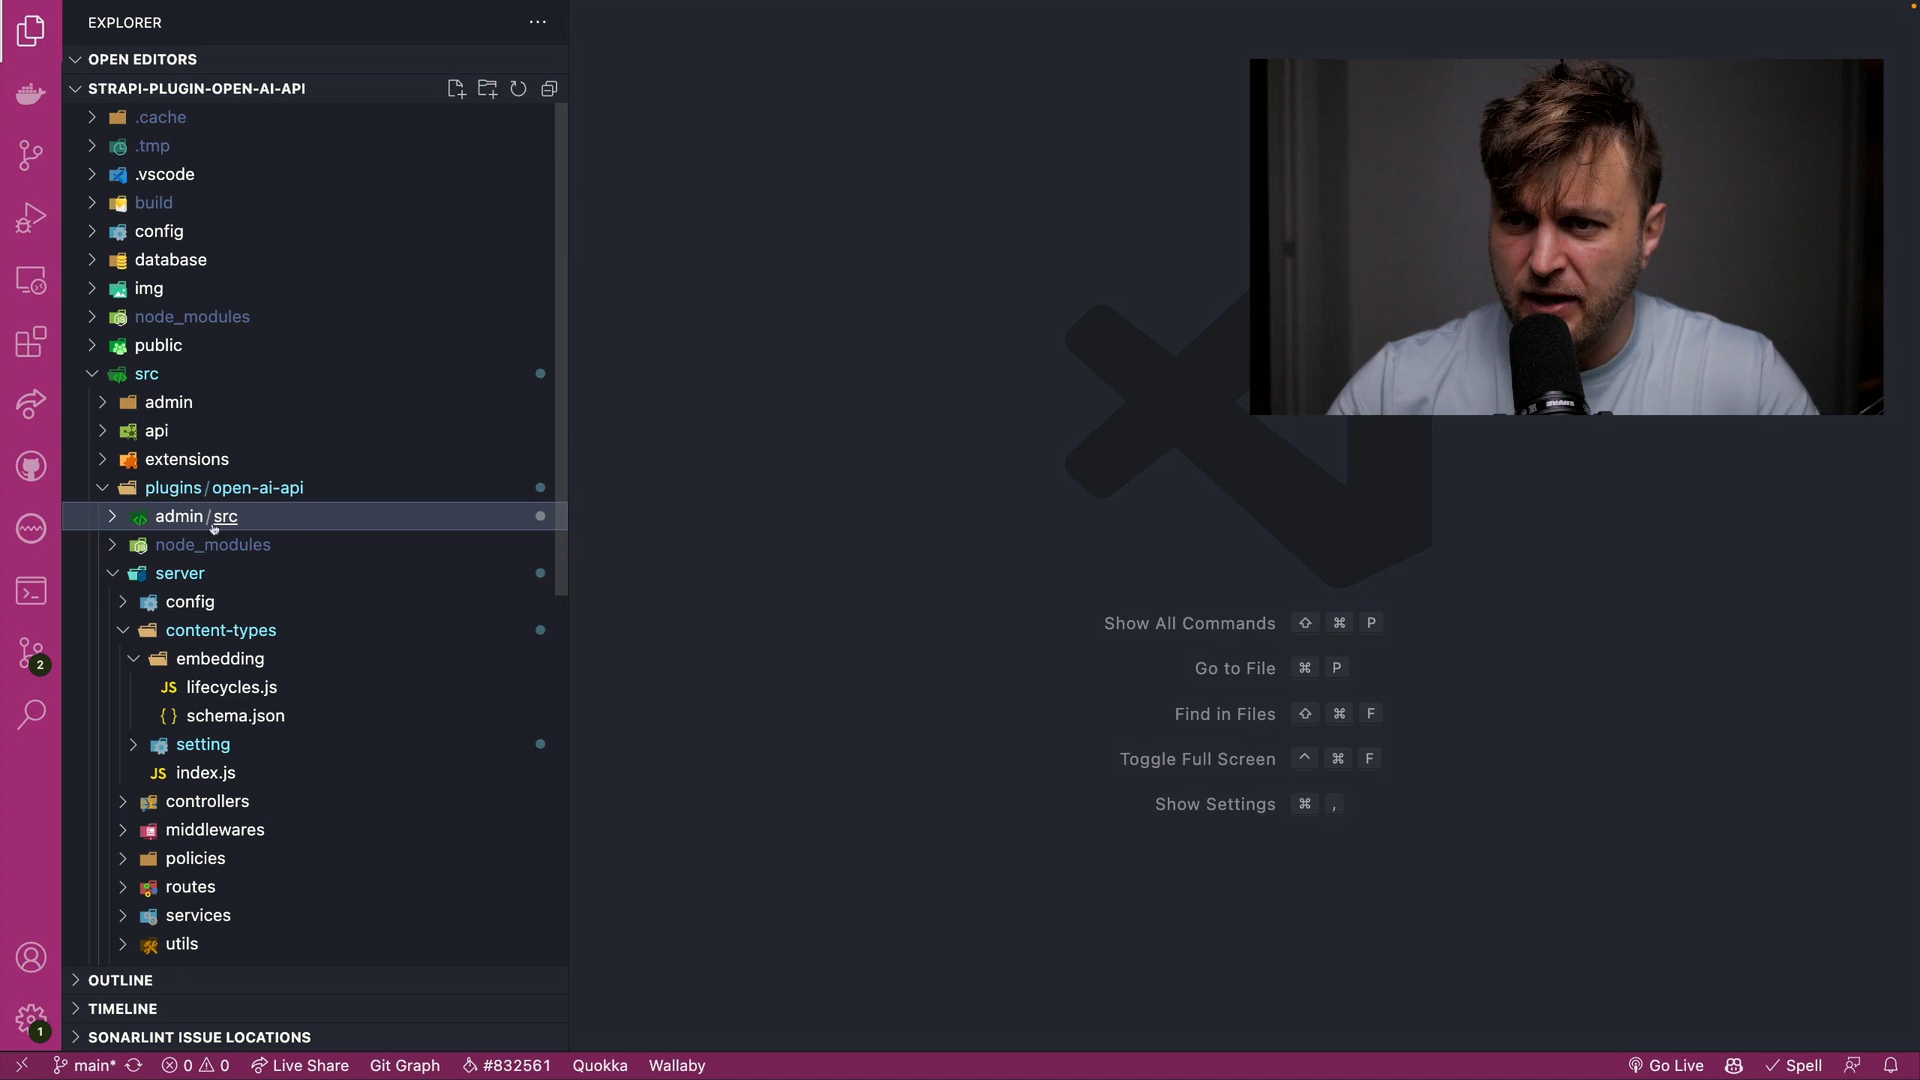 EXPLORER
OPEN EDITORS
STRAPI-PLUGIN-OPEN-AI-API
.cache
.tmp
.vscode
build
config
database
img
node_modules
public
src
admin
api
extensions
plugins/open-ai-api
admin/src
node_modules
server
config
content-types
embedding
JS lifecycles.js
{ } schema.json
setting
JS index.js
controllers
middlewares
policies
routes
services
utils
OUTLINE
TIMELINE
SONARLINT ISSUE LOCATIONS
Show All Commands ⇧ ⌘ P
Go to File ⌘ P
Find in Files ⇧ ⌘ F
Toggle Full Screen ^ ⌘ F
Show Settings ⌘ ,
SHURE
2
1
main* 0 0 Live Share Git Graph #832561 Quokka Wallaby Go Live Spell